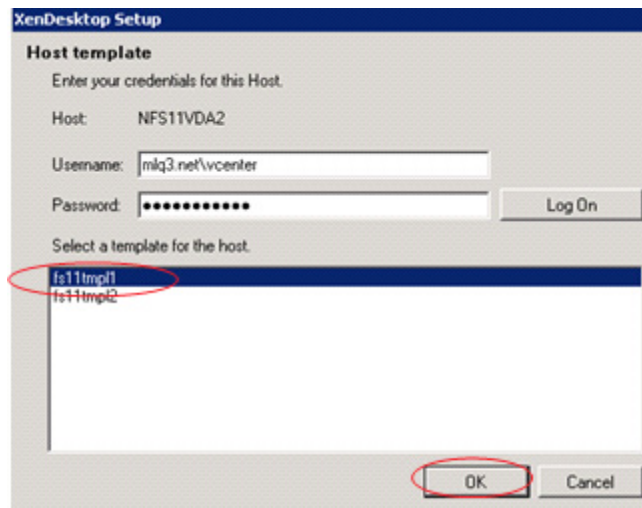 XenDesktop Setup
Host template
Enter your credentials for this Host.
Host: NFS11VDA2
Username: mlq3.net\vcenter
Password: ●●●●●●●●●●●
Log On
Select a template for the host.
fs11tmpl1
fs11tmpl2
OK Cancel